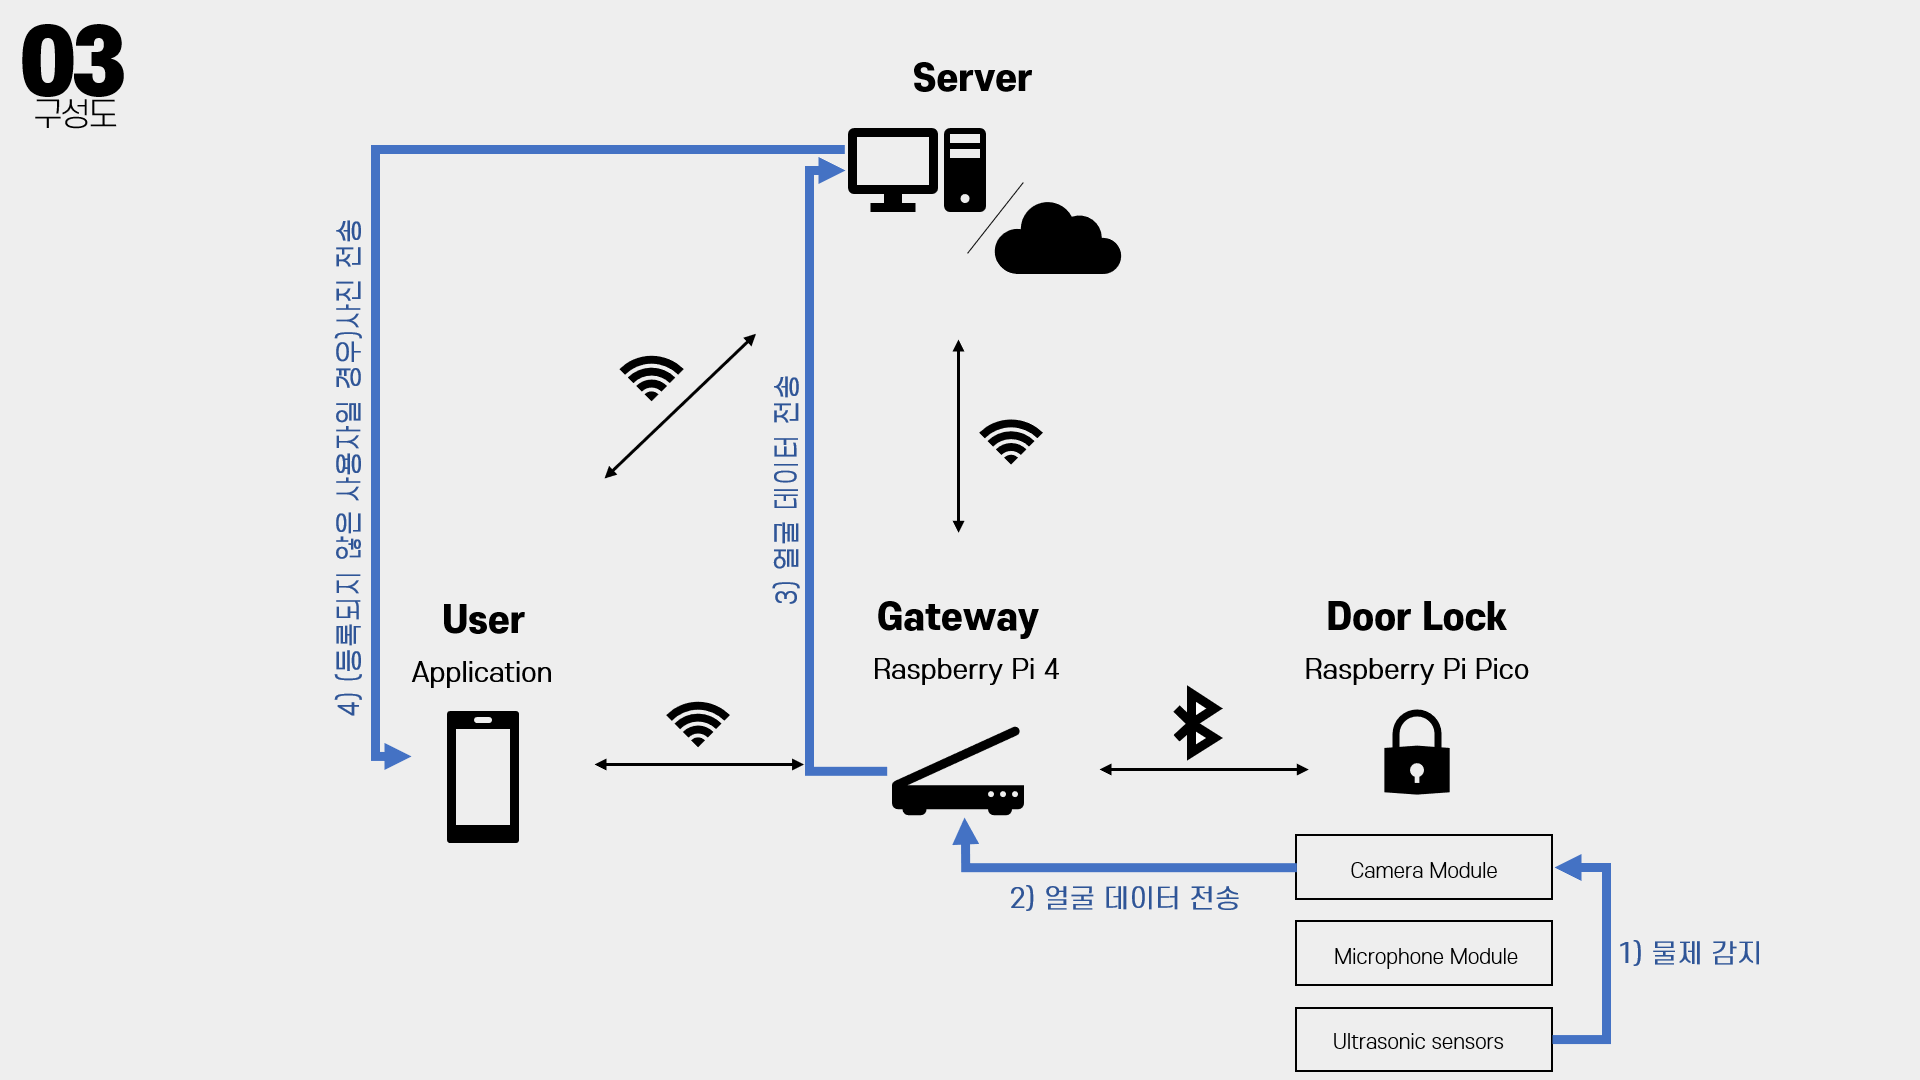 03
구성도
Server
4) (등록되지 않은 사용자일 경우)사진 전송
3) 얼굴 데이터 전송
User
Application
Gateway
Raspberry Pi 4
Door Lock
Raspberry Pi Pico
Camera Module
2) 얼굴 데이터 전송
Microphone Module
1) 물제 감지
Ultrasonic sensors